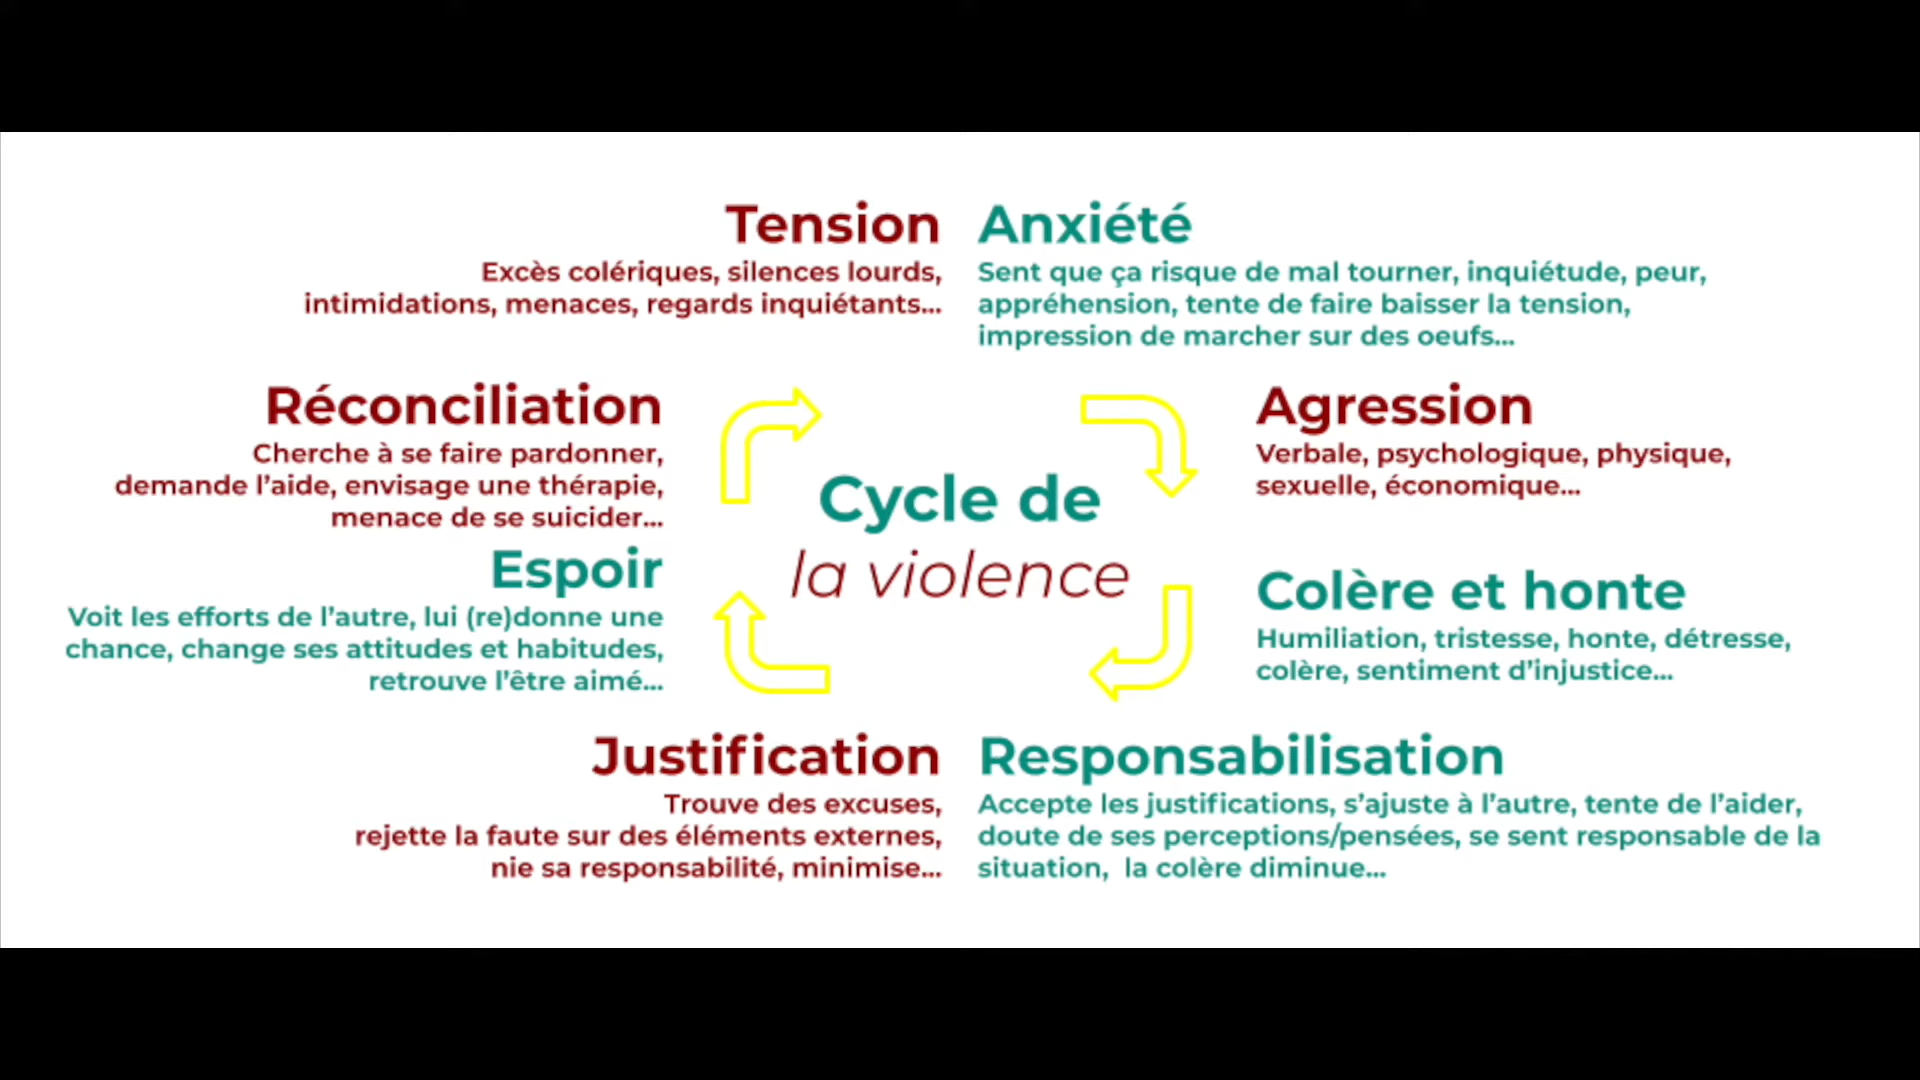 Tension
Excès colériques, silences lourds,
intimidations, menaces, regards inquiétants...
Anxiété
Sent que ça risque de mal tourner, inquiétude, peur,
appréhension, tente de faire baisser la tension,
impression de marcher sur des oeufs...
Réconciliation
Cherche à se faire pardonner,
demande l’aide, envisage une thérapie,
menace de se suicider...
Espoir
Voit les efforts de l’autre, lui (re)donne une
chance, change ses attitudes et habitudes,
retrouve l’être aimé...
Cycle de
la violence
Agression
Verbale, psychologique, physique,
sexuelle, économique...
Colère et honte
Humiliation, tristesse, honte, détresse,
colère, sentiment d’injustice...
Justification
Trouve des excuses,
rejette la faute sur des éléments externes,
nie sa responsabilité, minimise...
Responsabilisation
Accepte les justifications, s’ajuste à l’autre, tente de l’aider,
doute de ses perceptions/pensées, se sent responsable de la
situation, la colère diminue...